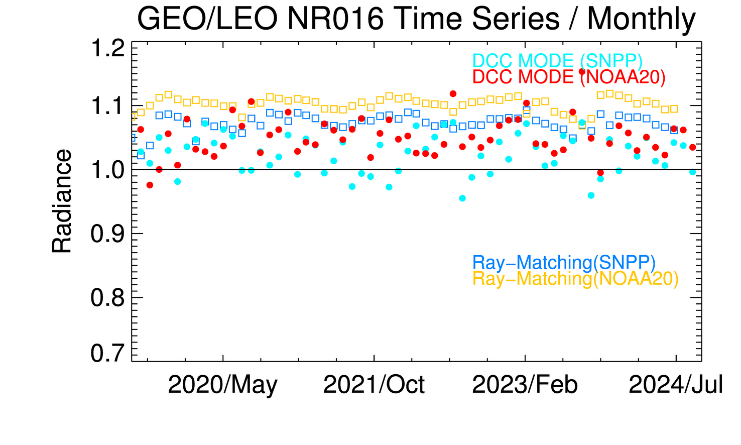 GEO/LEO NR016 Time Series / Monthly
1.2
DCC MODE (SNPP)
DCC MODE (NOAA20)
1.1
1.0
Radiance
0.9
Ray−Matching(SNPP)
Ray−Matching(NOAA20)
0.8
0.7
2020/May 2021/Oct 2023/Feb 2024/Jul